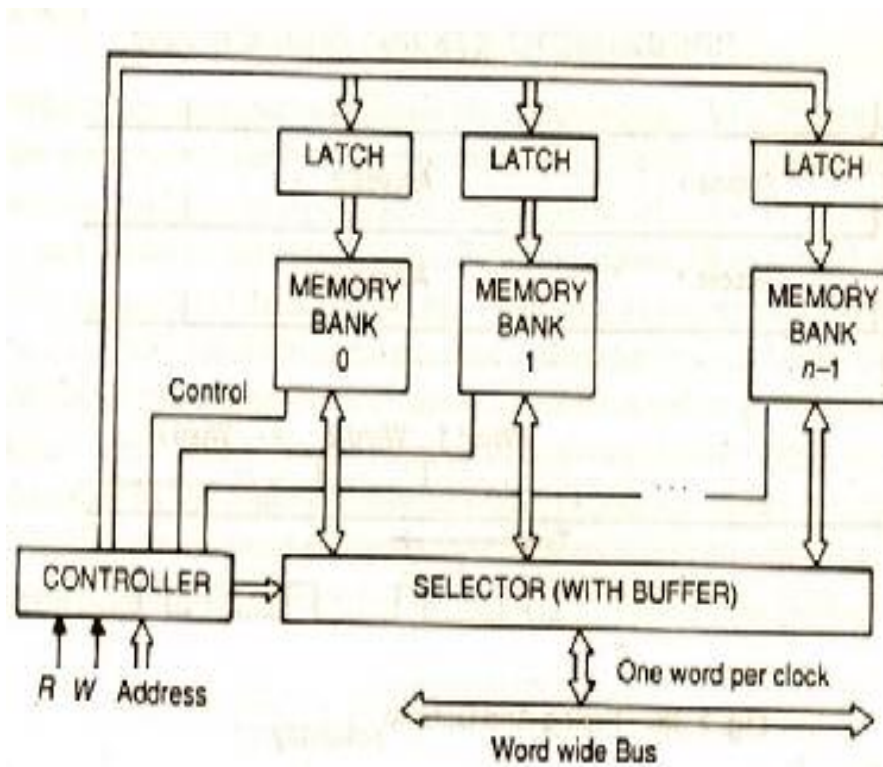 LATCH
LATCH
LATCH
MEMORY
BANK
0
MEMORY
BANK
1
MEMORY
BANK
n–1
Control
....
CONTROLLER
SELECTOR (WITH BUFFER)
R W Address
One word per clock
Word wide Bus